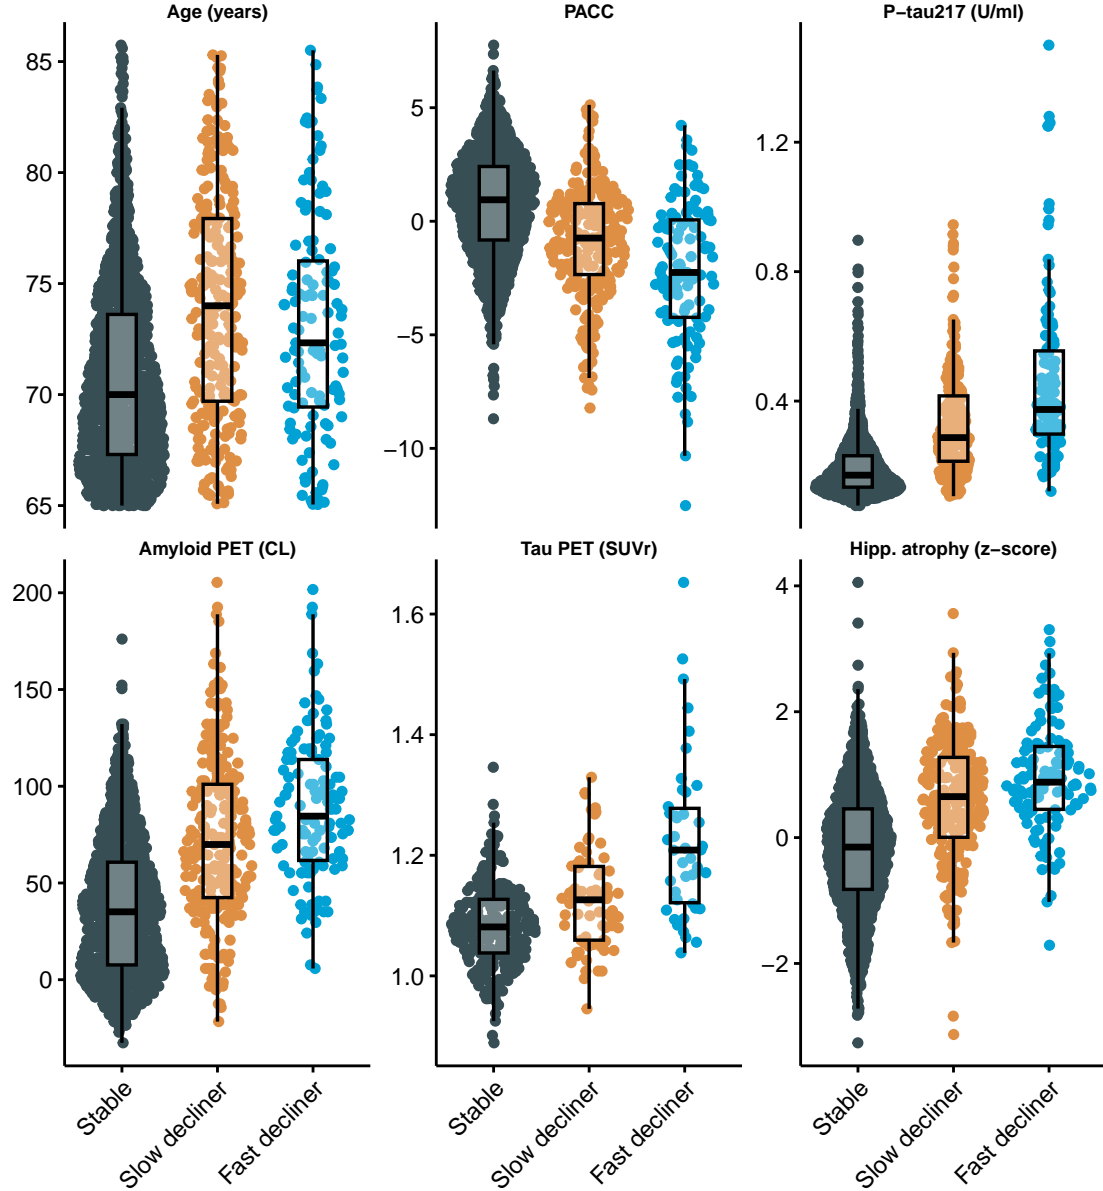 Age (years)
PACC
P−tau217 (U/ml)
85
80
75
70
65
5
0
−5
−10
1.2
0.8
0.4
Amyloid PET (CL)
Tau PET (SUVr)
Hipp. atrophy (z−score)
200
150
100
50
0
1.6
1.4
1.2
1.0
4
2
0
−2
Stable
Slow decliner
Fast decliner
Stable
Slow decliner
Fast decliner
Stable
Slow decliner
Fast decliner